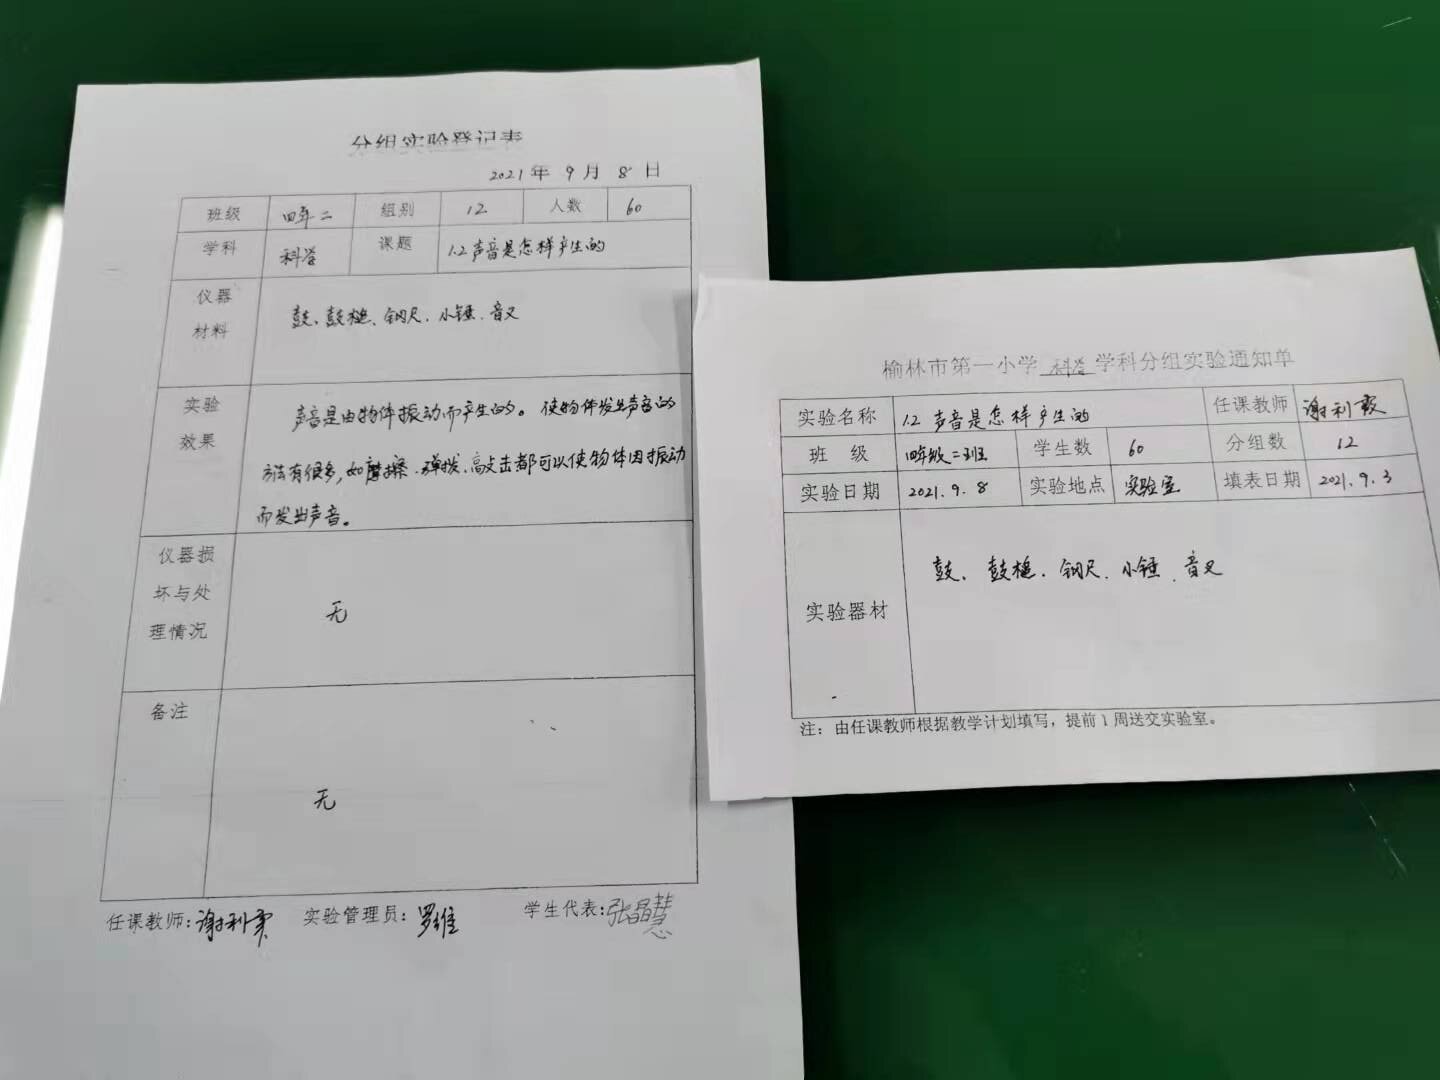 分组实验登记表
2021年 9 月 8 日
班级 四年二 组别 12 人数 60
学科 科学 课题 1.2声音是怎样产生的
仪器
材料
鼓、鼓槌、钢尺、小锤、音叉
实验
效果
声音是由物体振动而产生的。使物体发出声音的
方法有很多,如摩擦、弹拨、敲击都可以使物体因振动
而发出声音。
仪器损
坏与处
理情况
无
备注
无
任课教师:谢利霞 实验管理员:罗维 学生代表:张晶慧
榆林市第一小学 科学 学科分组实验通知单
实验名称 1.2 声音是怎样产生的 任课教师 谢利霞
班 级 四年级二班 学生数 60 分组数 12
实验日期 2021.9.8 实验地点 实验室 填表日期 2021.9.3
实验器材 鼓、鼓槌、钢尺、小锤、音叉
注:由任课教师根据教学计划填写,提前1周送交实验室。